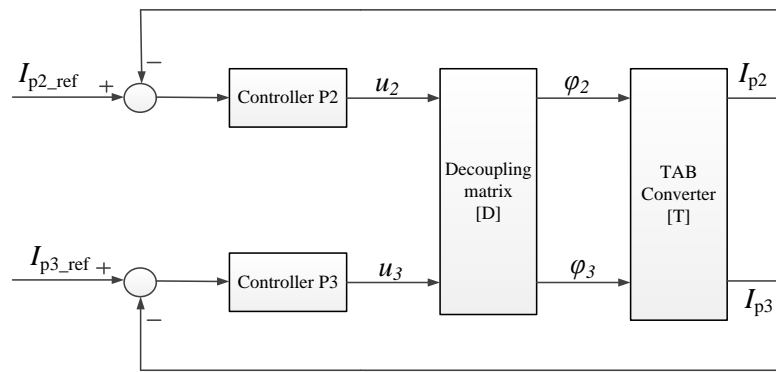 I_p2_ref
+
−
Controller P2
u_2
Decoupling
matrix
[D]
φ_2
TAB
Converter
[T]
I_p2
I_p3_ref
+
−
Controller P3
u_3
φ_3
I_p3